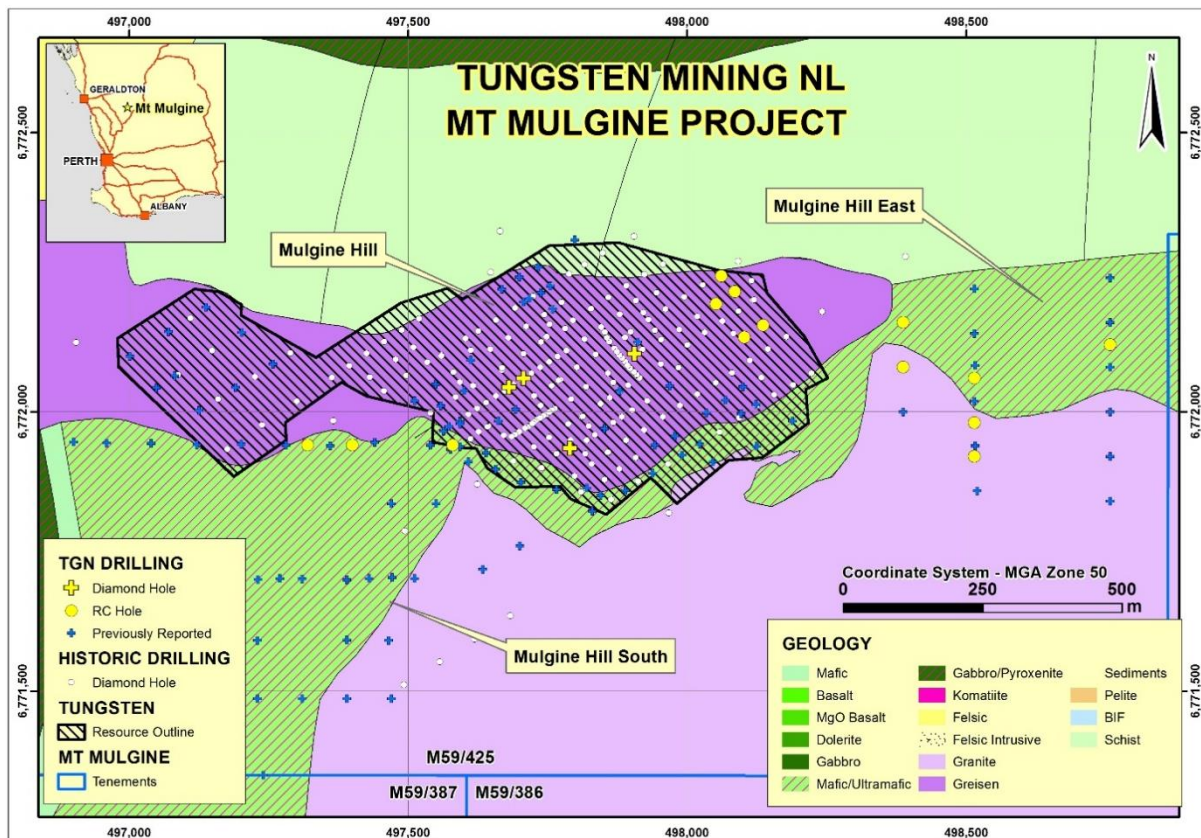 497,000
497,500
498,000
498,500
TUNGSTEN MINING NL
MT MULGINE PROJECT
N
GERALDTON
Mt Mulgine
PERTH
ALBANY
6,772,500
6,772,500
Mulgine Hill
Mulgine Hill East
6,772,000
6,772,000
TGN DRILLING
Diamond Hole
RC Hole
Previously Reported
HISTORIC DRILLING
Diamond Hole
TUNGSTEN
Resource Outline
MT MULGINE
Tenements
Mulgine Hill South
Coordinate System - MGA Zone 50
0
250
500
m
GEOLOGY
Mafic
Basalt
MgO Basalt
Dolerite
Gabbro
Mafic/Ultramafic
Gabbro/Pyroxenite
Komatiite
Felsic
Felsic Intrusive
Granite
Greisen
Sediments
Pelite
BIF
Schist
6,771,500
6,771,500
M59/425
M59/387
M59/386
497,000
497,500
498,000
498,500